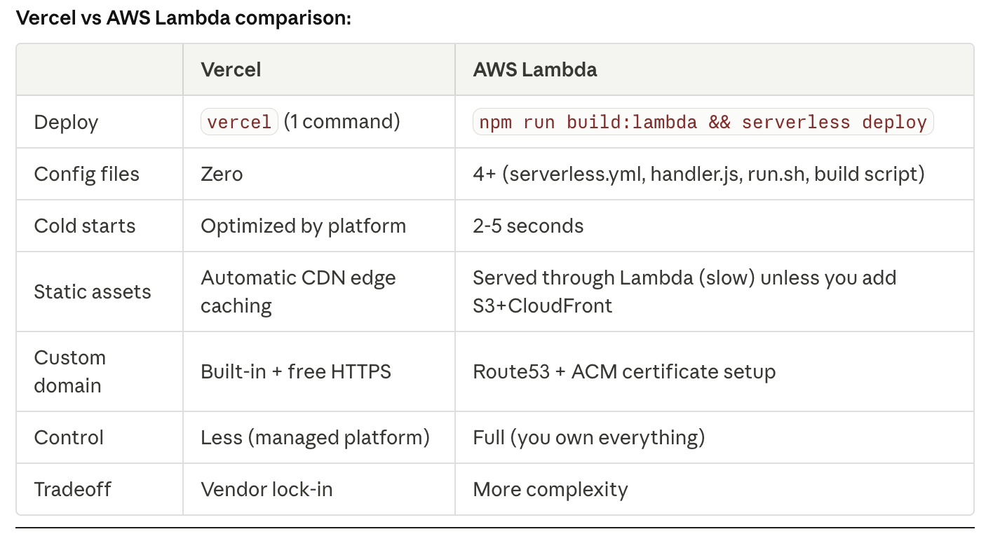 Vercel vs AWS Lambda comparison:
Vercel
AWS Lambda
Deploy
vercel (1 command)
npm run build:lambda && serverless deploy
Config files
Zero
4+ (serverless.yml, handler.js, run.sh, build script)
Cold starts
Optimized by platform
2-5 seconds
Static assets
Automatic CDN edge
caching
Served through Lambda (slow) unless you add
S3+CloudFront
Custom
domain
Built-in + free HTTPS
Route53 + ACM certificate setup
Control
Less (managed platform)
Full (you own everything)
Tradeoff
Vendor lock-in
More complexity